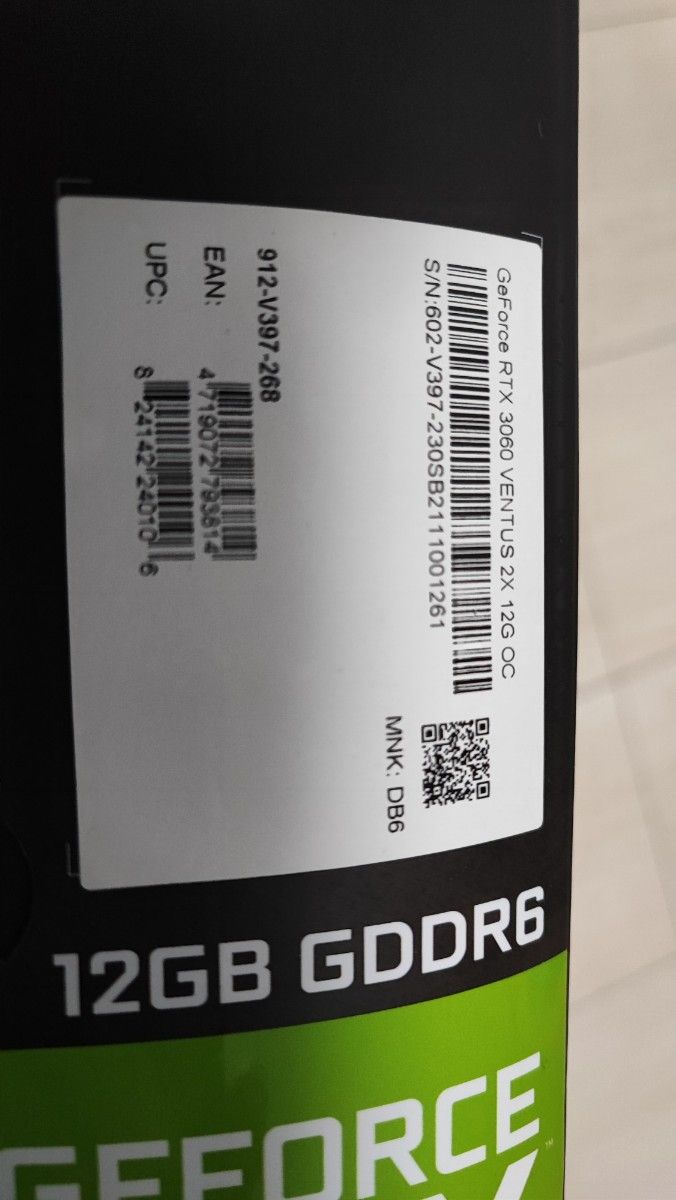 GeForce RTX 3060 VENTUS 2X 12G OC
S/N:602-V397-230SB2111001261
MNK: DB6
912-V397-268
EAN:
4 719072 793814
UPC:
8 24142 24010 6
12GB GDDR6
GEFORCE